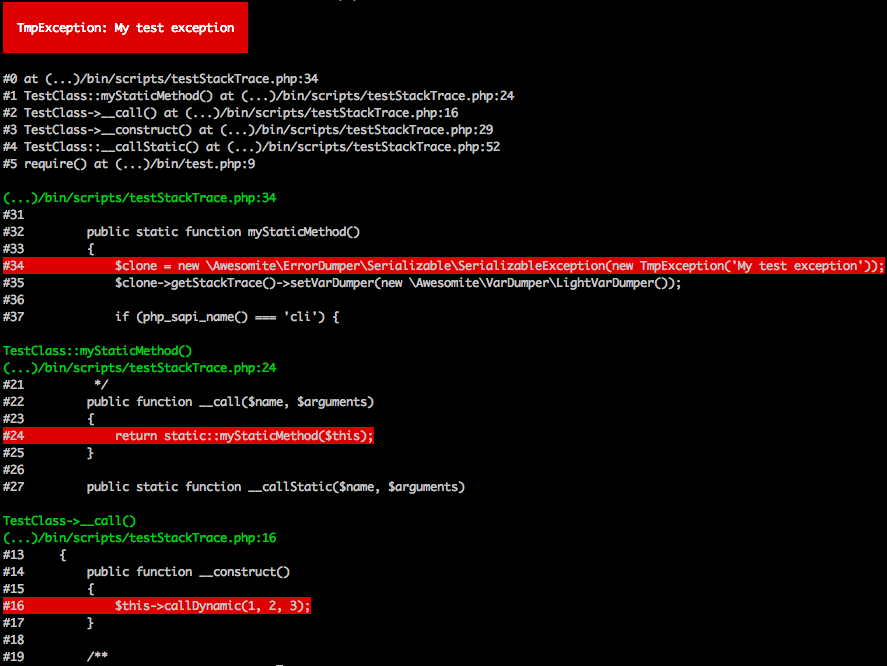 TmpException: My test exception
#0 at (...)/bin/scripts/testStackTrace.php:34
#1 TestClass::myStaticMethod() at (...)/bin/scripts/testStackTrace.php:24
#2 TestClass->__call() at (...)/bin/scripts/testStackTrace.php:16
#3 TestClass->__construct() at (...)/bin/scripts/testStackTrace.php:29
#4 TestClass::__callStatic() at (...)/bin/scripts/testStackTrace.php:52
#5 require() at (...)/bin/test.php:9
(...)/bin/scripts/testStackTrace.php:34
#31
#32         public static function myStaticMethod()
#33         {
#34             $clone = new \Awesomite\ErrorDumper\Serializable\SerializableException(new TmpException('My test exception'));
#35             $clone->getStackTrace()->setVarDumper(new \Awesomite\VarDumper\LightVarDumper());
#36
#37             if (php_sapi_name() === 'cli') {
TestClass::myStaticMethod()
(...)/bin/scripts/testStackTrace.php:24
#21          */
#22         public function __call($name, $arguments)
#23         {
#24             return static::myStaticMethod($this);
#25         }
#26
#27         public static function __callStatic($name, $arguments)
TestClass->__call()
(...)/bin/scripts/testStackTrace.php:16
#13     {
#14         public function __construct()
#15         {
#16             $this->callDynamic(1, 2, 3);
#17         }
#18
#19         /**